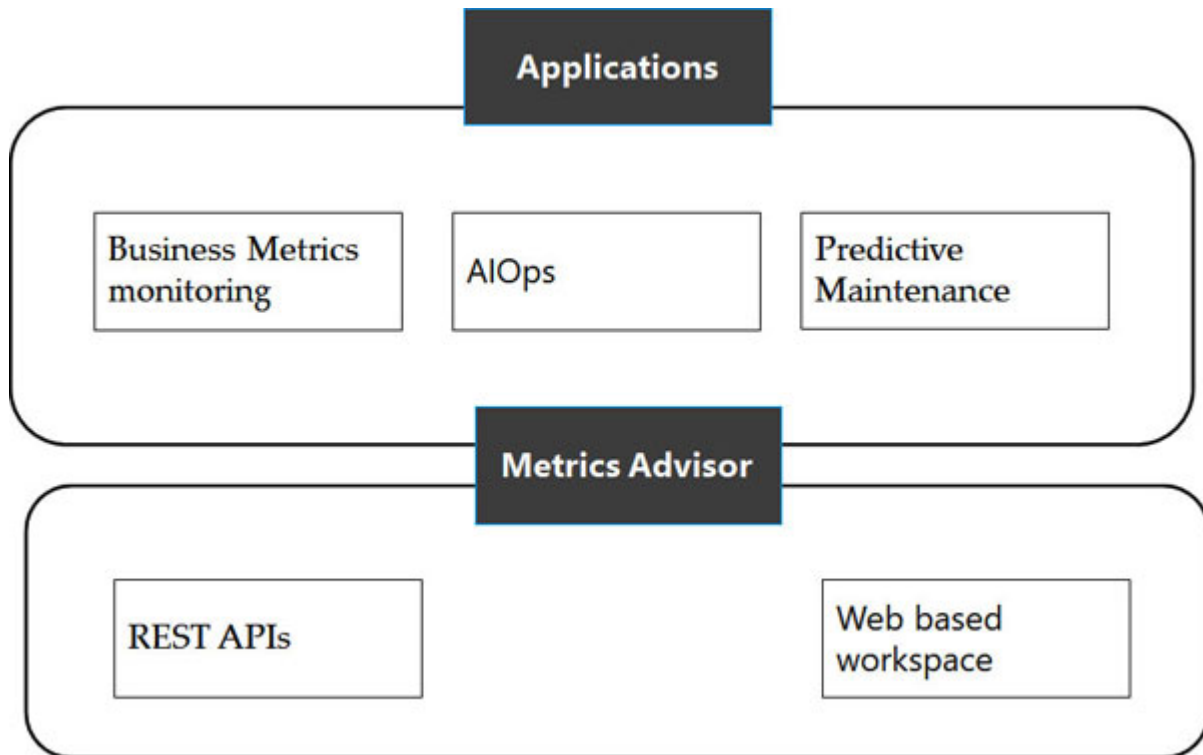 Applications
Business Metrics
monitoring
AIOps
Predictive
Maintenance
Metrics Advisor
REST APIs
Web based
workspace